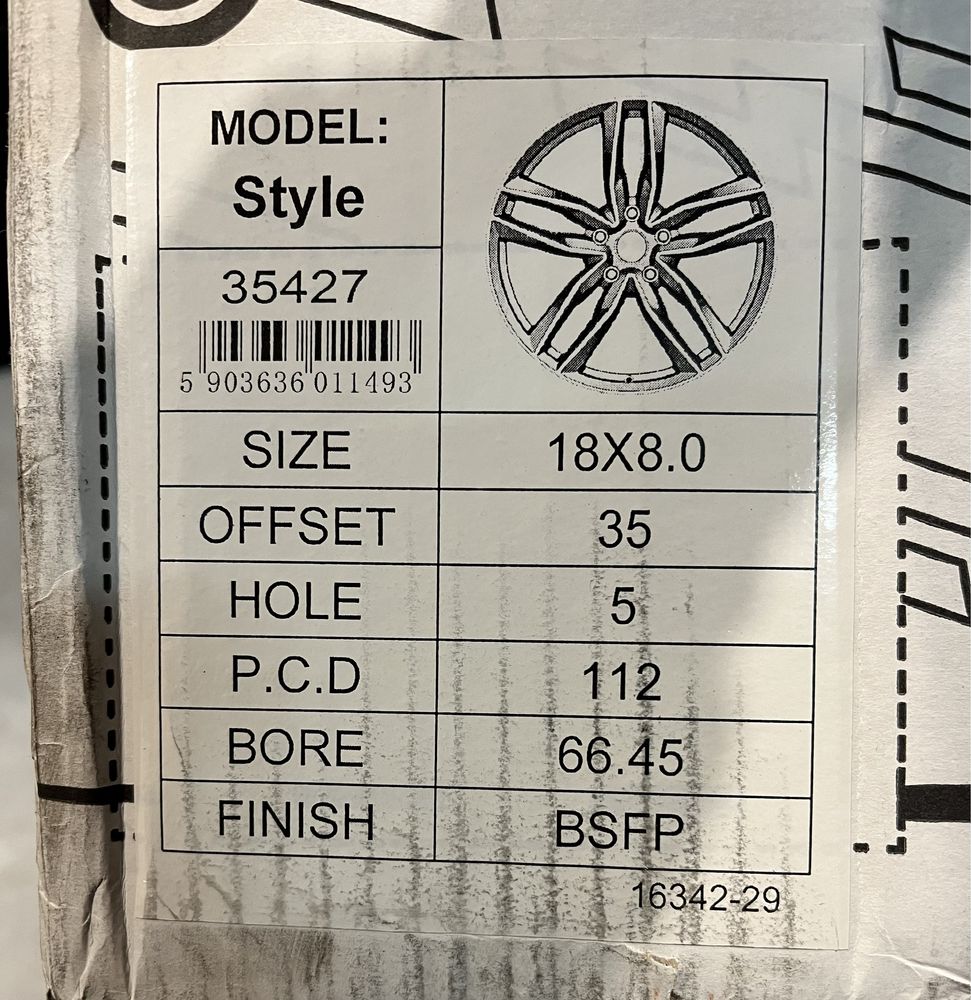 MODEL:
Style
35427
5 903636 011493
SIZE 18X8.0
OFFSET 35
HOLE 5
P.C.D 112
BORE 66.45
FINISH BSFP
16342-29